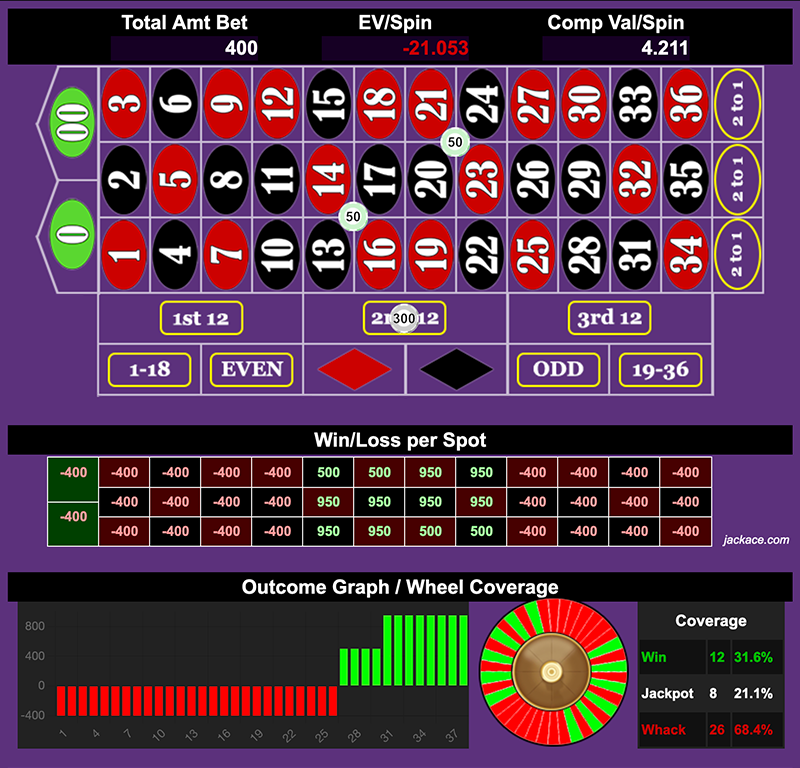 Total Amt Bet EV/Spin Comp Val/Spin
400 -21.053 4.211
00 3 6 9 12 15 18 21 24 27 30 33 36 2 to 1
50
2 5 8 11 14 17 20 23 26 29 32 35 2 to 1
50
0 1 4 7 10 13 16 19 22 25 28 31 34 2 to 1
1st 12 2 300 12 3rd 12
1-18 EVEN ODD 19-36
Win/Loss per Spot
-400 -400 -400 -400 -400 500 500 950 950 -400 -400 -400 -400
-400 -400 -400 -400 950 950 950 950 -400 -400 -400 -400
-400 -400 -400 -400 -400 950 950 500 500 -400 -400 -400 -400
jackace.com
Outcome Graph / Wheel Coverage
800
400
0
-400
1 4 7 10 13 16 19 22 25 28 31 34 37
Coverage
Win 12 31.6%
Jackpot 8 21.1%
Whack 26 68.4%